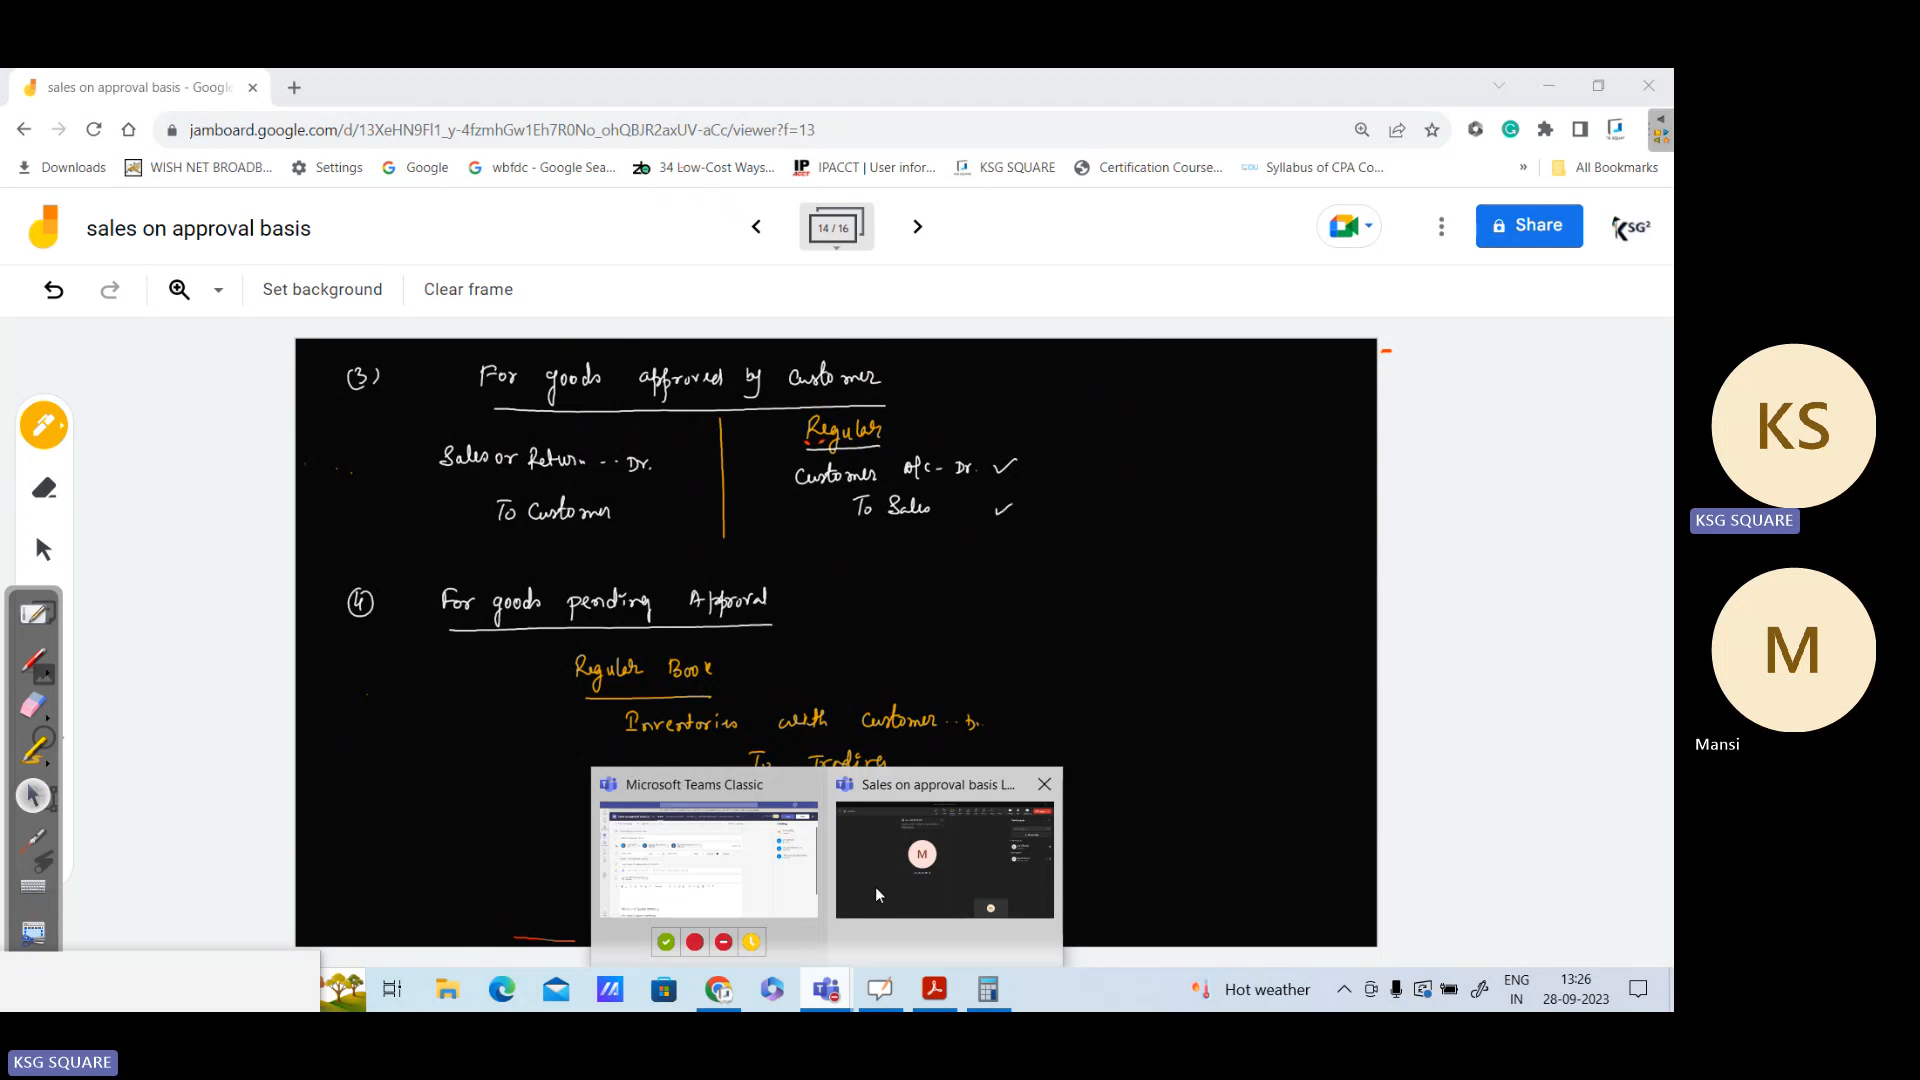 sales on approval basis - Google
jamboard.google.com/d/13XeHN9Fl1_y-4fzmhGw1Eh7R0No_ohQBJR2axUV-aCc/viewer?f=13
Downloads WISH NET BROADB... Settings Google wbfdc - Google Sea... 34 Low-Cost Ways... IPACCT | User infor... KSG SQUARE Certification Course... Syllabus of CPA Co... » All Bookmarks
sales on approval basis 14 / 16 Share KSG²
Set background Clear frame
(3) For goods approved by Customer
Regular
Sales or Return -- Dr.
Customer A/c - Dr. ✓
To Customer
To Sales ✓
④ For goods pending Approval
Regular Book
Inventories with Customer .. Dr.
To Trading
Microsoft Teams Classic Sales on approval basis L...
M
KS
KSG SQUARE
M
Mansi
Hot weather ENG IN 13:26 28-09-2023
KSG SQUARE